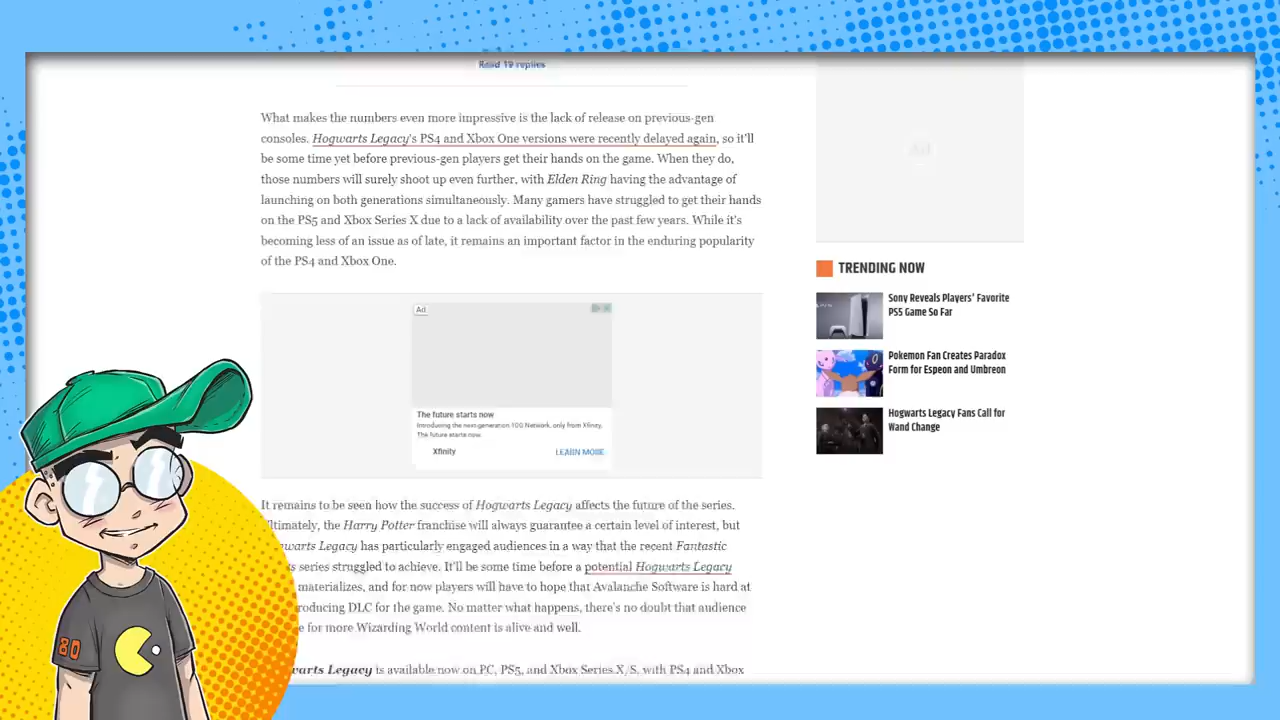 Read 19 replies
What makes the numbers even more impressive is the lack of release on previous-gen
consoles. Hogwarts Legacy's PS4 and Xbox One versions were recently delayed again, so it'll
be some time yet before previous-gen players get their hands on the game. When they do,
those numbers will surely shoot up even further, with Elden Ring having the advantage of
launching on both generations simultaneously. Many gamers have struggled to get their hands
on the PS5 and Xbox Series X due to a lack of availability over the past few years. While it's
becoming less of an issue as of late, it remains an important factor in the enduring popularity
of the PS4 and Xbox One.
Ad
The future starts now
Introducing the next-generation 10G Network, only from Xfinity.
The future starts now.
Xfinity
LEARN MORE
It remains to be seen how the success of Hogwarts Legacy affects the future of the series.
Ultimately, the Harry Potter franchise will always guarantee a certain level of interest, but
warts Legacy has particularly engaged audiences in a way that the recent Fantastic
s series struggled to achieve. It'll be some time before a potential Hogwarts Legacy
materializes, and for now players will have to hope that Avalanche Software is hard at
roducing DLC for the game. No matter what happens, there's no doubt that audience
e for more Wizarding World content is alive and well.
warts Legacy is available now on PC, PS5, and Xbox Series X/S, with PS4 and Xbox
Ad
TRENDING NOW
Sony Reveals Players' Favorite
PS5 Game So Far
Pokemon Fan Creates Paradox
Form for Espeon and Umbreon
Hogwarts Legacy Fans Call for
Wand Change
80